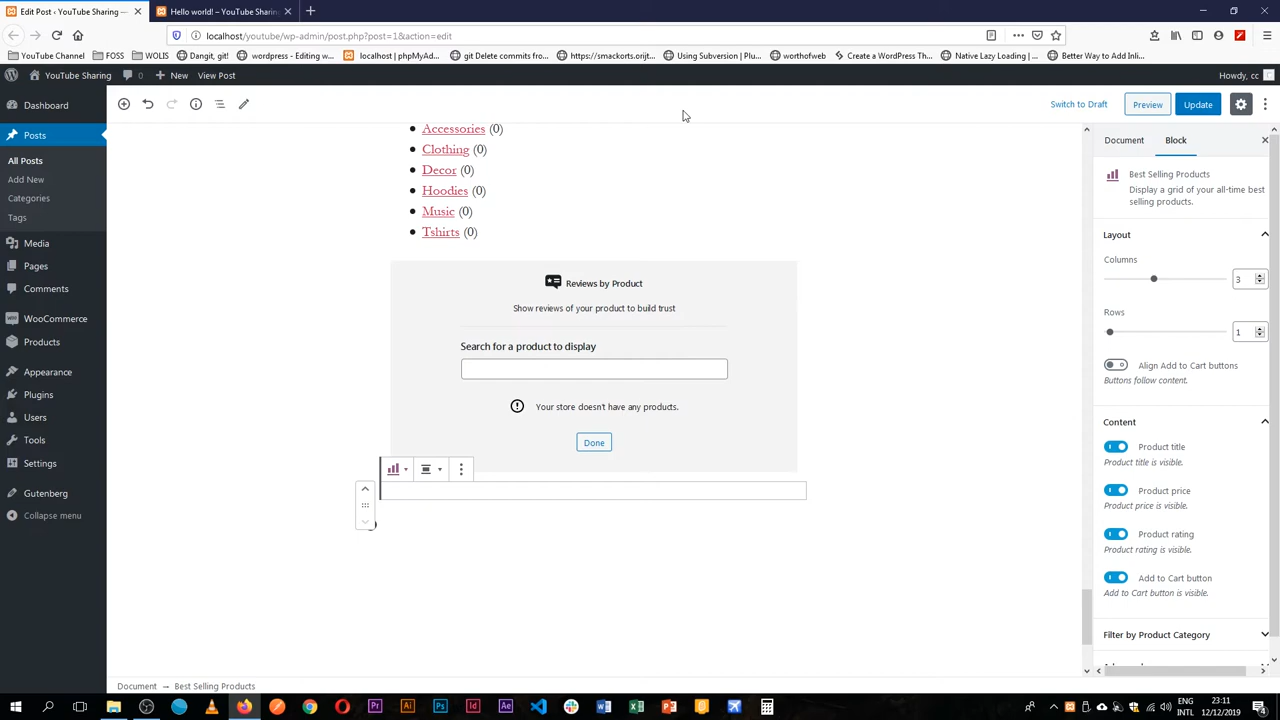 Edit Post ‹ YouTube Sharing —
Hello world! – YouTube Sharing
localhost/youtube/wp-admin/post.php?post=1&action=edit
YouTube Channel
FOSS
WOLIS
Dangit, git!
wordpress - Editing w
localhost | phpMyAd
git Delete commits fro
https://smackorts.orijt
Using Subversion | Plu
worthofweb
Create a WordPress Th
Native Lazy Loading |
Better Way to Add Inli
YouTube Sharing
0
New
View Post
Howdy, cc
Dashboard
Posts
All Posts
Add New
Categories
Tags
Media
Pages
Comments
WooCommerce
Products
Appearance
Plugins
Users
Tools
Settings
Gutenberg
Collapse menu
Switch to Draft
Preview
Update
Accessories (0)
Clothing (0)
Decor (0)
Hoodies (0)
Music (0)
Tshirts (0)
Reviews by Product
Show reviews of your product to build trust
Search for a product to display
Your store doesn't have any products.
Done
Document
Block
Best Selling Products
Display a grid of your all-time best
selling products.
Layout
Columns
3
Rows
1
Align Add to Cart buttons
Buttons follow content.
Content
Product title
Product title is visible.
Product price
Product price is visible.
Product rating
Product rating is visible.
Add to Cart button
Add to Cart button is visible.
Filter by Product Category
Document → Best Selling Products
ENG
INTL
23:11
12/12/2019